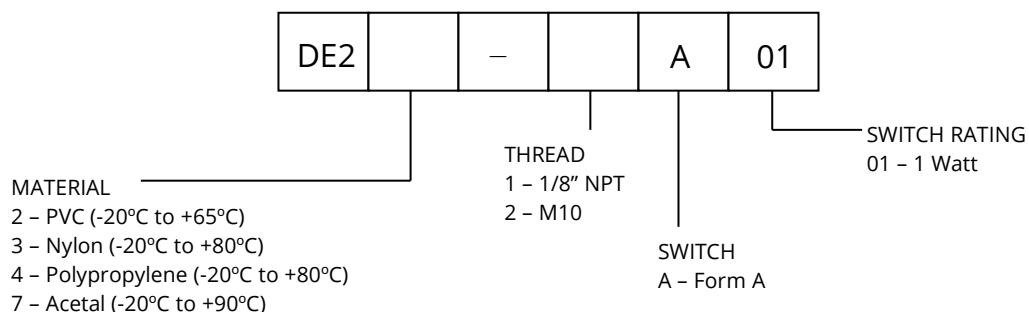 DE2 – A 01
SWITCH RATING
01 – 1 Watt
THREAD
1 – 1/8” NPT
2 – M10
MATERIAL
2 – PVC (-20ºC to +65ºC)
3 – Nylon (-20ºC to +80ºC)
4 – Polypropylene (-20ºC to +80ºC)
7 – Acetal (-20ºC to +90ºC)
SWITCH
A – Form A